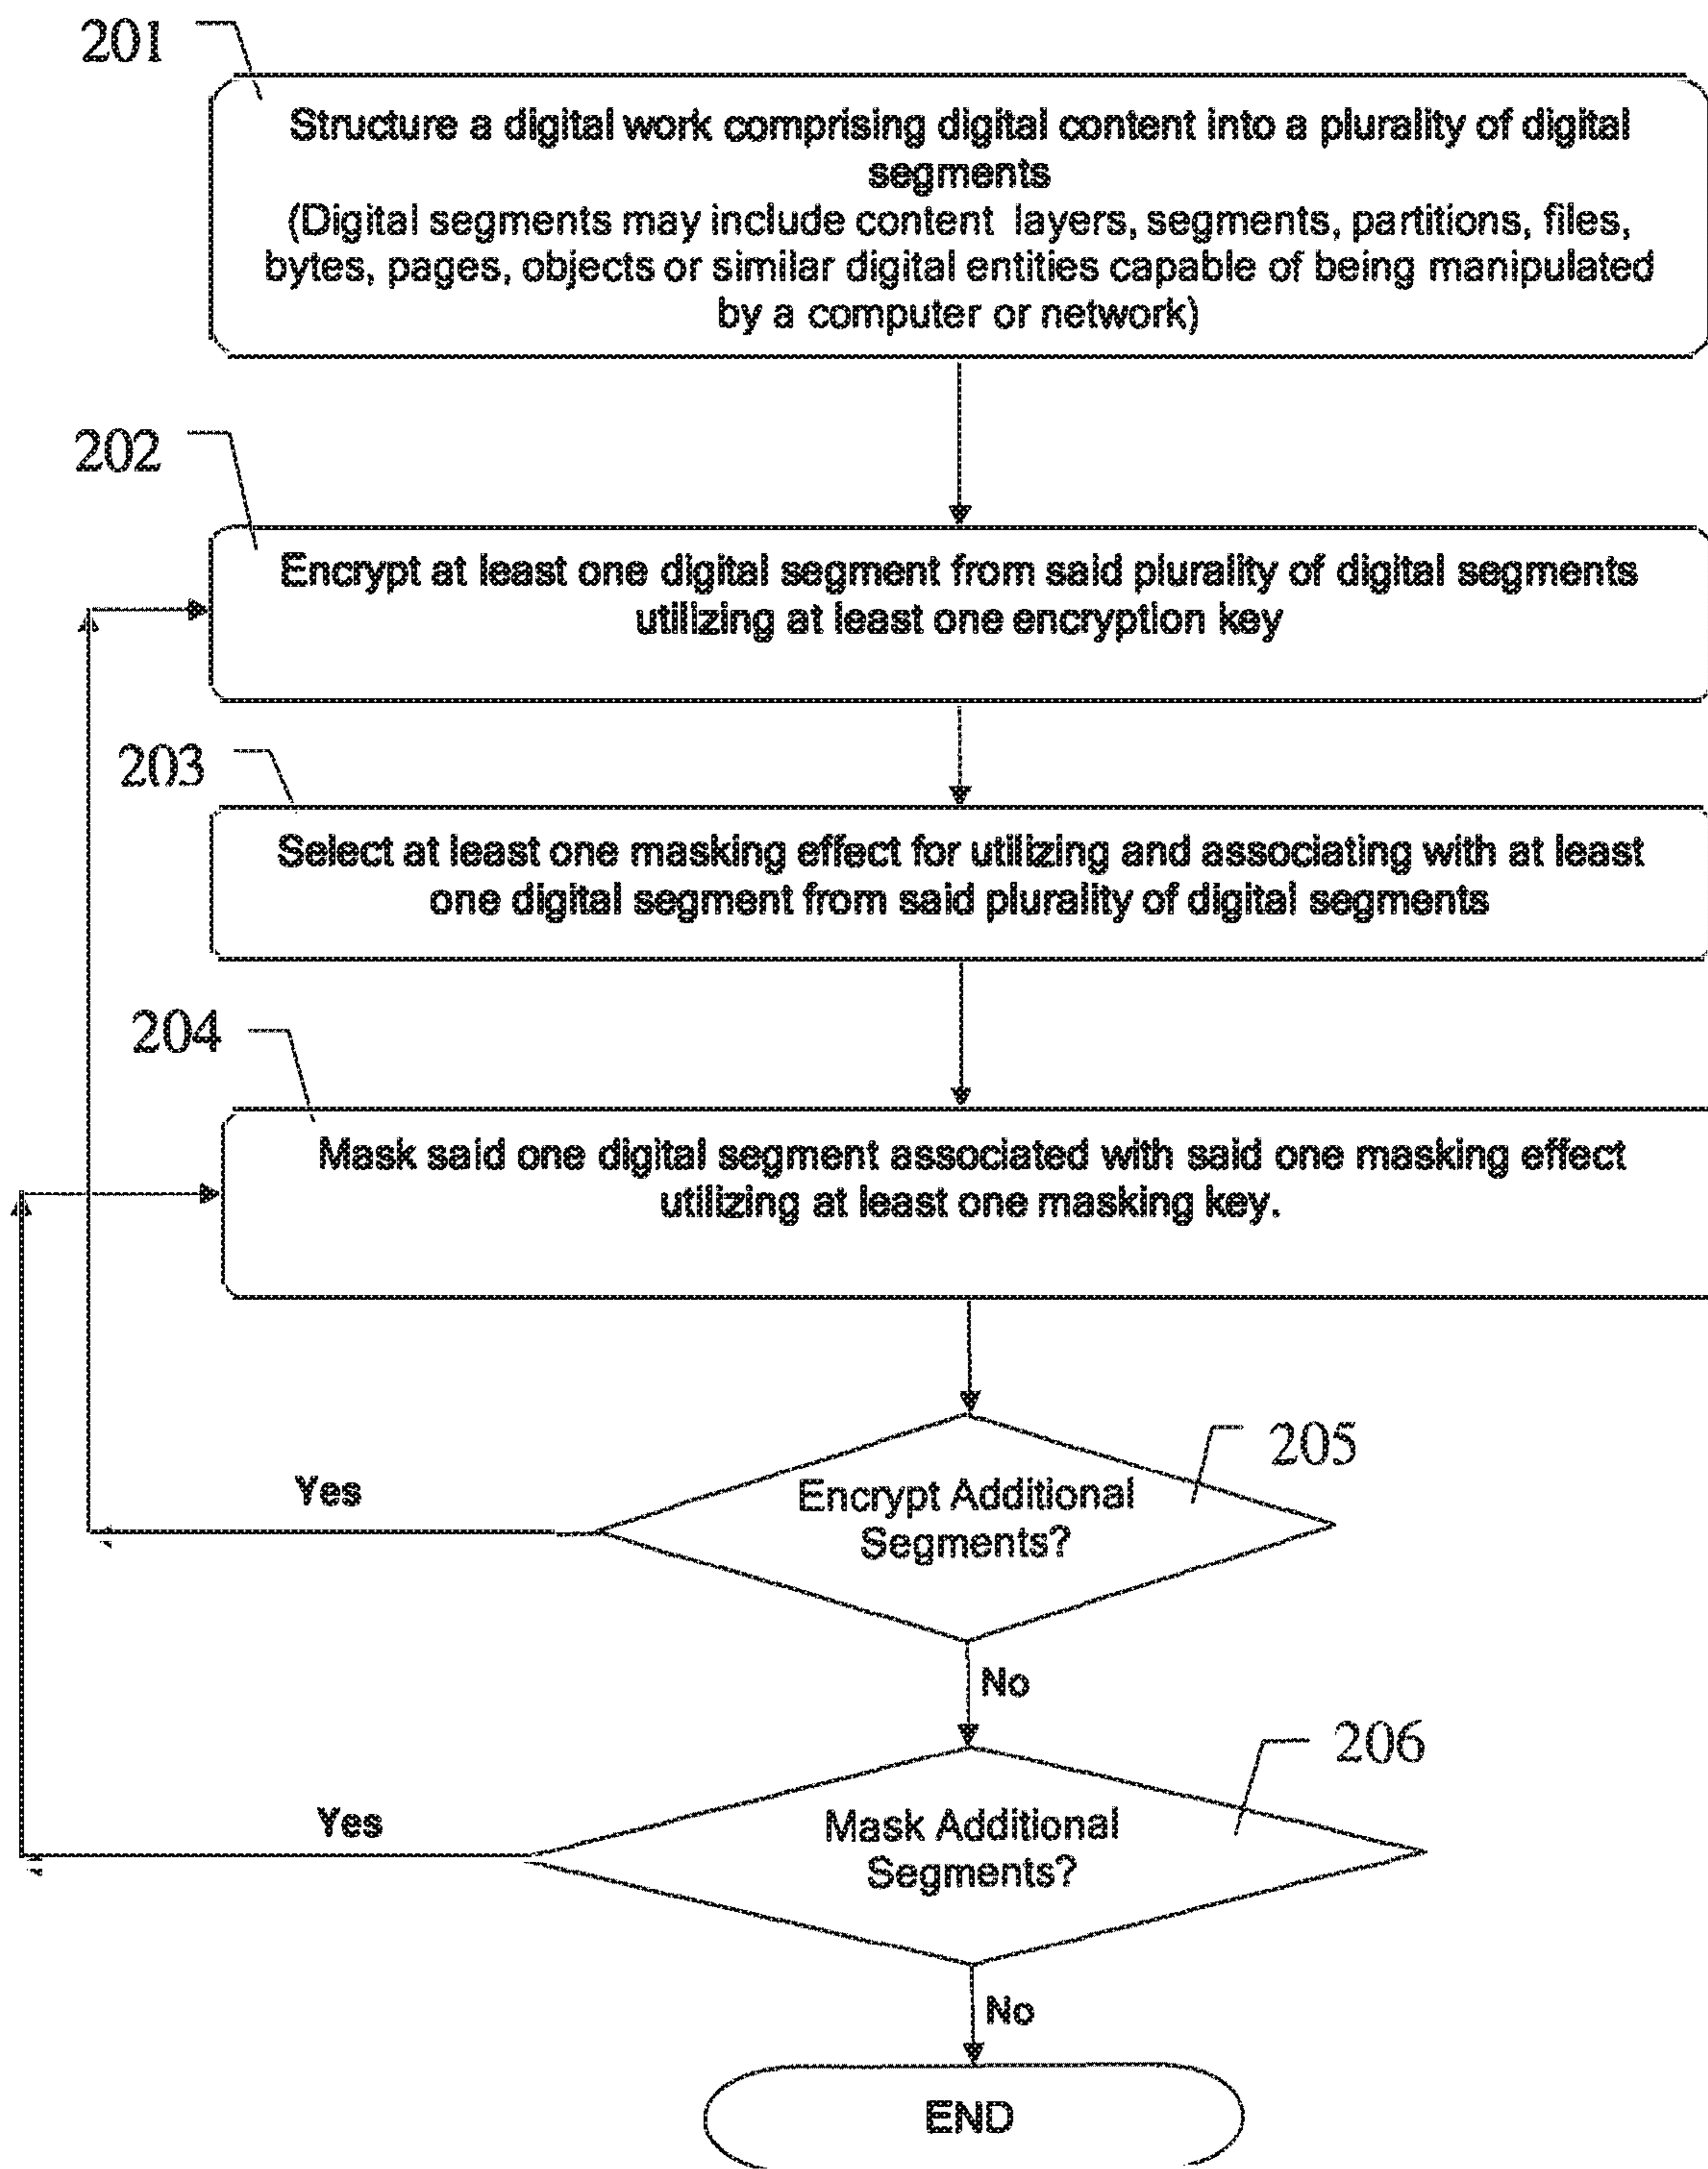 201
Structure a digital work comprising digital content into a plurality of digital
segments
(Digital segments may include content layers, segments, partitions, files,
bytes, pages, objects or similar digital entities capable of being manipulated
by a computer or network)
202
Encrypt at least one digital segment from said plurality of digital segments
utilizing at least one encryption key
203
Select at least one masking effect for utilizing and associating with at least
one digital segment from said plurality of digital segments
204
Mask said one digital segment associated with said one masking effect
utilizing at least one masking key.
205
Encrypt Additional
Segments?
Yes
No
206
Mask Additional
Segments?
Yes
No
END